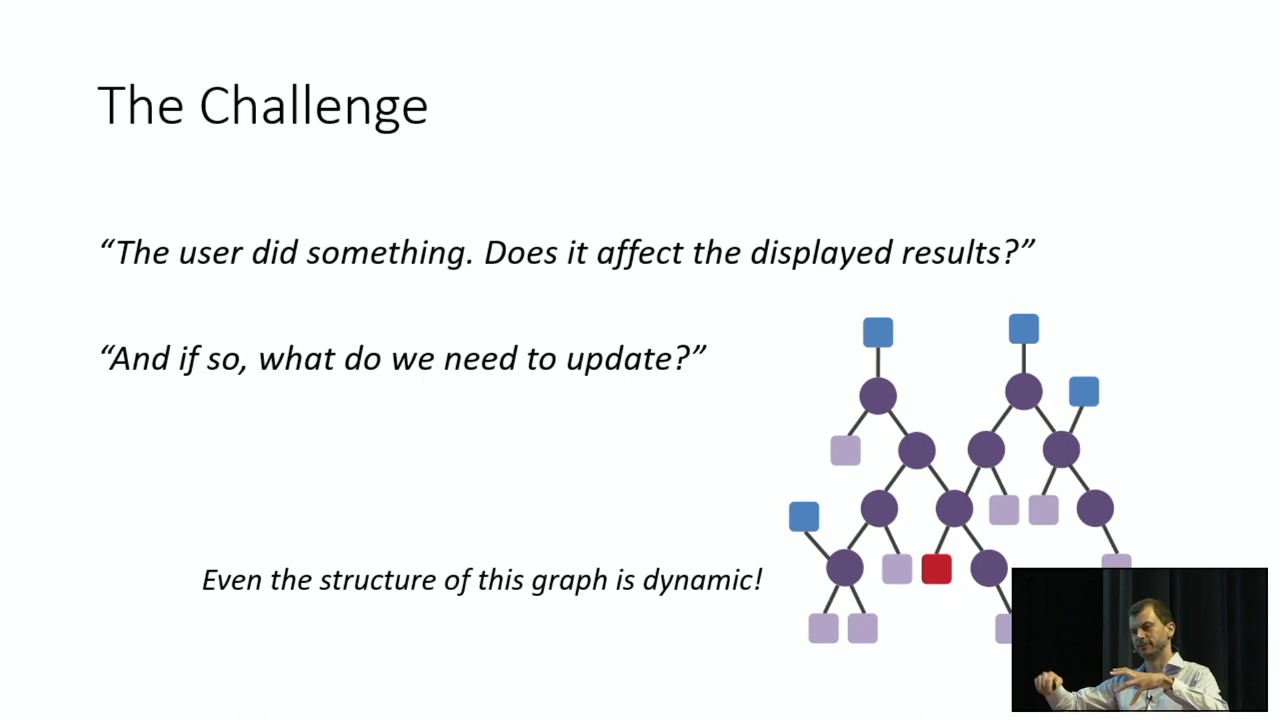 The Challenge
“The user did something. Does it affect the displayed results?”
“And if so, what do we need to update?”
Even the structure of this graph is dynamic!